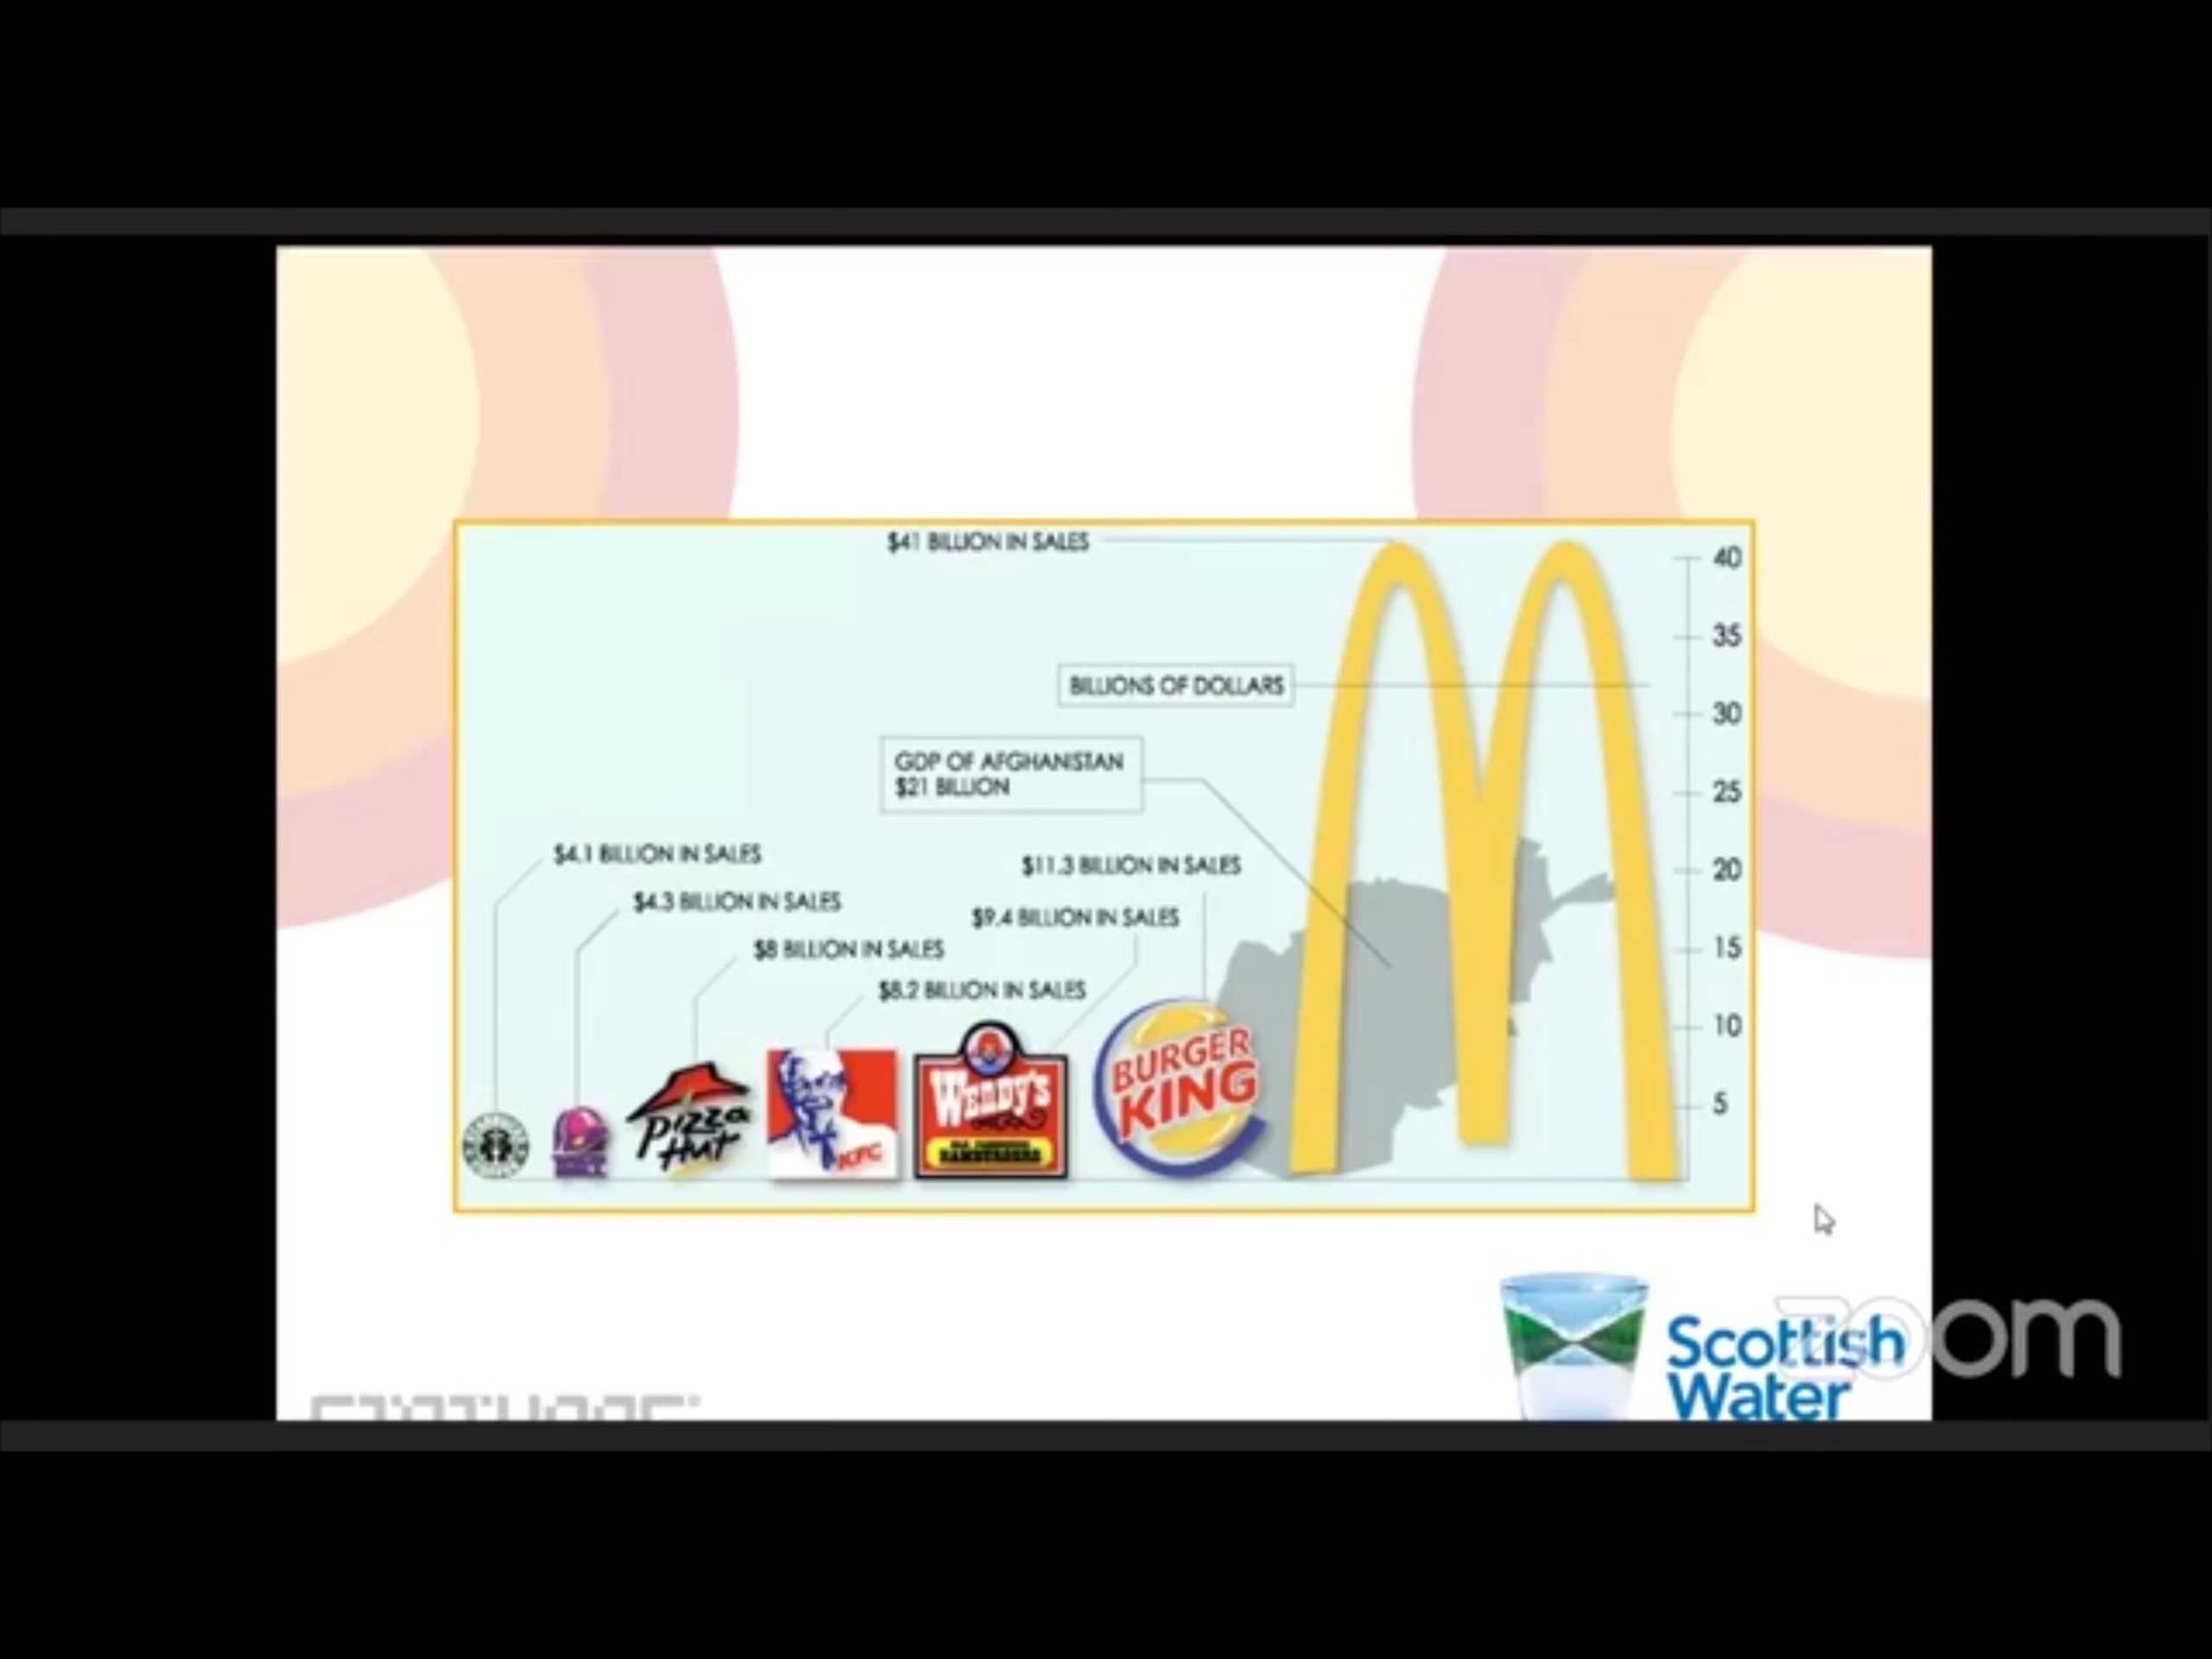 $41 BILLION IN SALES
40
35
BILLIONS OF DOLLARS
30
GDP OF AFGHANISTAN
$21 BILLION
25
$4.1 BILLION IN SALES
$11.3 BILLION IN SALES
20
$4.3 BILLION IN SALES
$9.4 BILLION IN SALES
$8 BILLION IN SALES
15
$8.2 BILLION IN SALES
10
5
Pizza
Hut
KFC
WENDY'S
HAMBURGERS
BURGER
KING
Scottish
Water
zoom